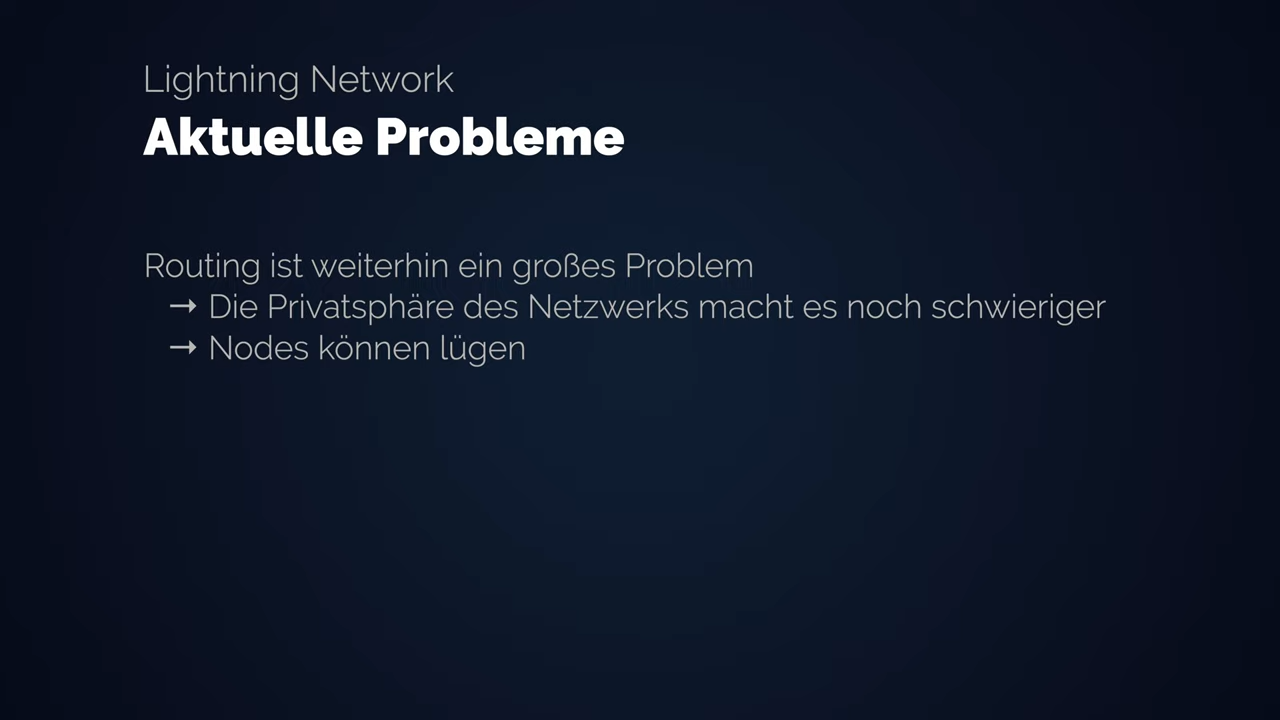 Lightning Network
Aktuelle Probleme
Routing ist weiterhin ein großes Problem
→ Die Privatsphäre des Netzwerks macht es noch schwieriger
→ Nodes können lügen